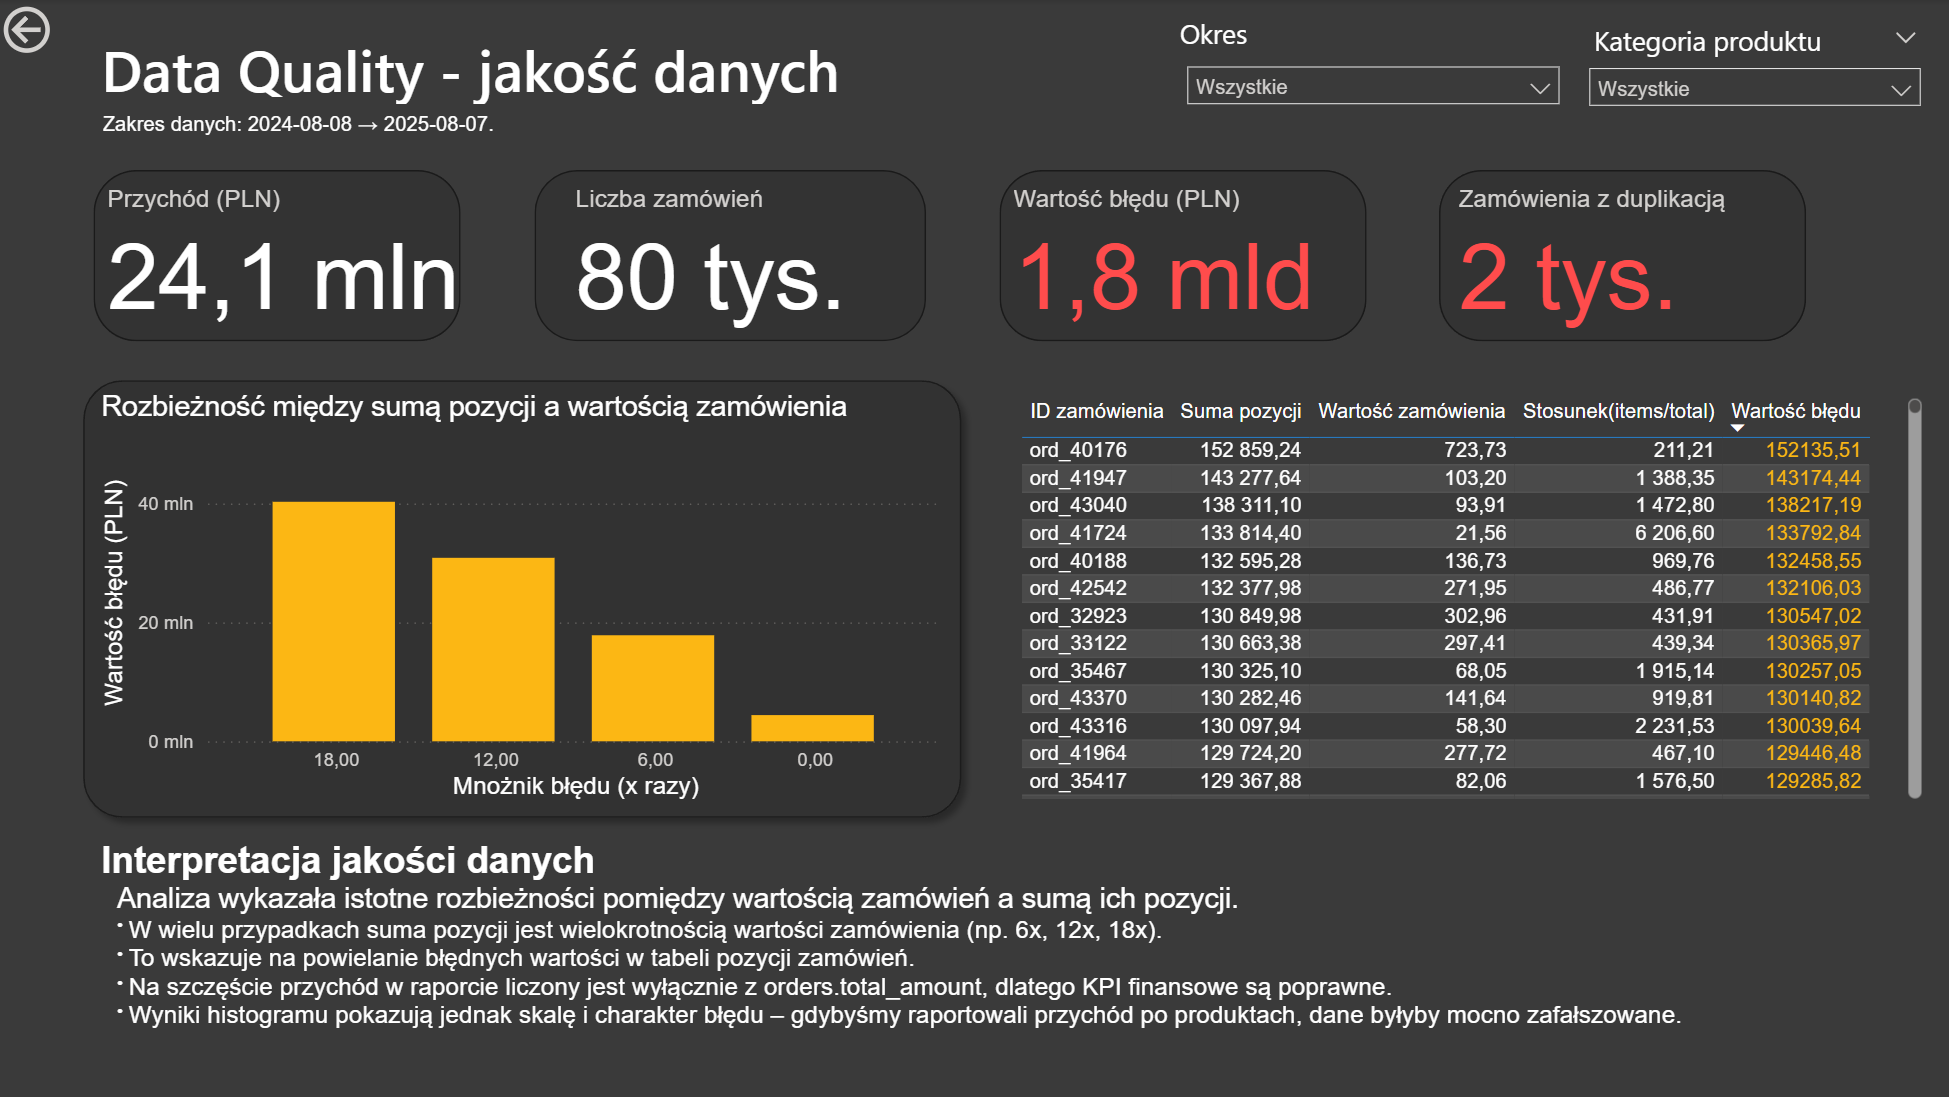 Data Quality - jakość danych
Zakres danych: 2024-08-08 → 2025-08-07.
Okres
Wszystkie
Kategoria produktu
Wszystkie
Przychód (PLN)
24,1 mln
Liczba zamówień
80 tys.
Wartość błędu (PLN)
1,8 mld
Zamówienia z duplikacją
2 tys.
Rozbieżność między sumą pozycji a wartością zamówienia
Wartość błędu (PLN)
40 mln
20 mln
0 mln
18,00 12,00 6,00 0,00
Mnożnik błędu (x razy)
ID zamówienia Suma pozycji Wartość zamówienia Stosunek(items/total) Wartość błędu
ord_40176 152 859,24 723,73 211,21 152135,51
ord_41947 143 277,64 103,20 1 388,35 143174,44
ord_43040 138 311,10 93,91 1 472,80 138217,19
ord_41724 133 814,40 21,56 6 206,60 133792,84
ord_40188 132 595,28 136,73 969,76 132458,55
ord_42542 132 377,98 271,95 486,77 132106,03
ord_32923 130 849,98 302,96 431,91 130547,02
ord_33122 130 663,38 297,41 439,34 130365,97
ord_35467 130 325,10 68,05 1 915,14 130257,05
ord_43370 130 282,46 141,64 919,81 130140,82
ord_43316 130 097,94 58,30 2 231,53 130039,64
ord_41964 129 724,20 277,72 467,10 129446,48
ord_35417 129 367,88 82,06 1 576,50 129285,82
Interpretacja jakości danych
Analiza wykazała istotne rozbieżności pomiędzy wartością zamówień a sumą ich pozycji.
• W wielu przypadkach suma pozycji jest wielokrotnością wartości zamówienia (np. 6x, 12x, 18x).
• To wskazuje na powielanie błędnych wartości w tabeli pozycji zamówień.
• Na szczęście przychód w raporcie liczony jest wyłącznie z orders.total_amount, dlatego KPI finansowe są poprawne.
• Wyniki histogramu pokazują jednak skalę i charakter błędu – gdybyśmy raportowali przychód po produktach, dane byłyby mocno zafałszowane.